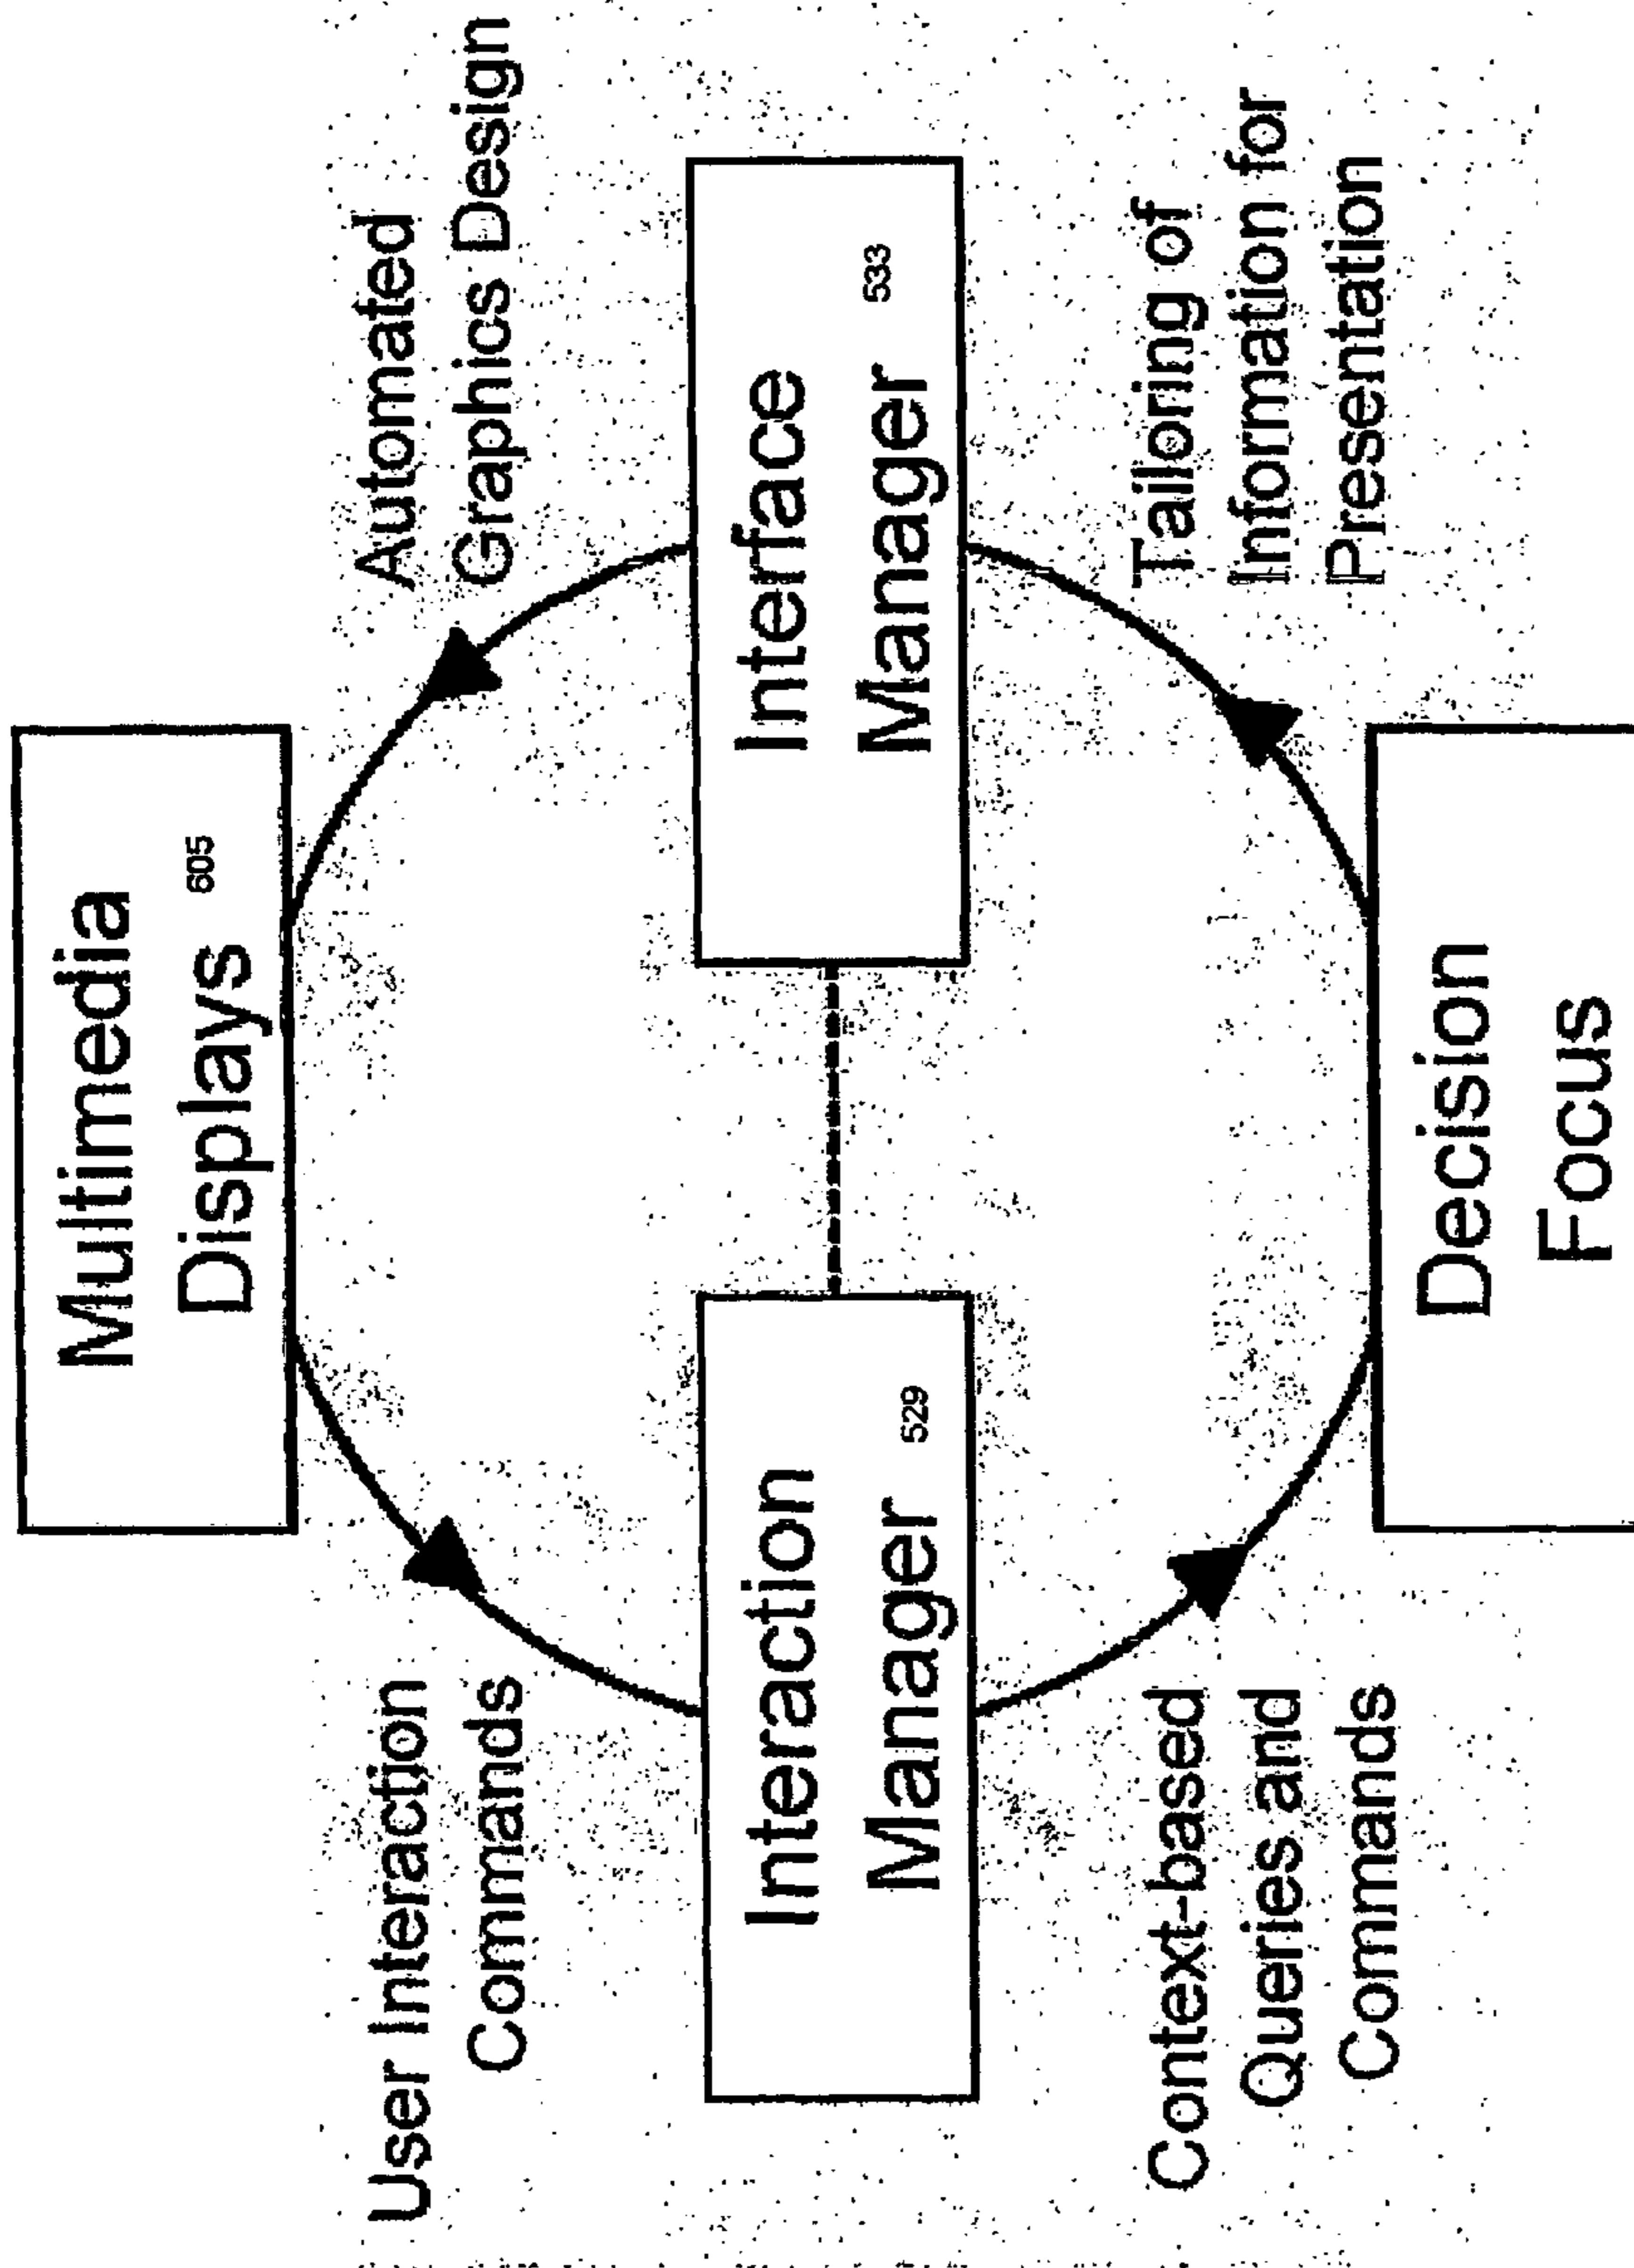 Multimedia
Displays 605
User Interaction
Commands
Automated
Graphics Design
Interaction
Manager 529
Interface
Manager 533
Context-based
Queries and
Commands
Tailoring of
Information for
Presentation
Decision
Focus